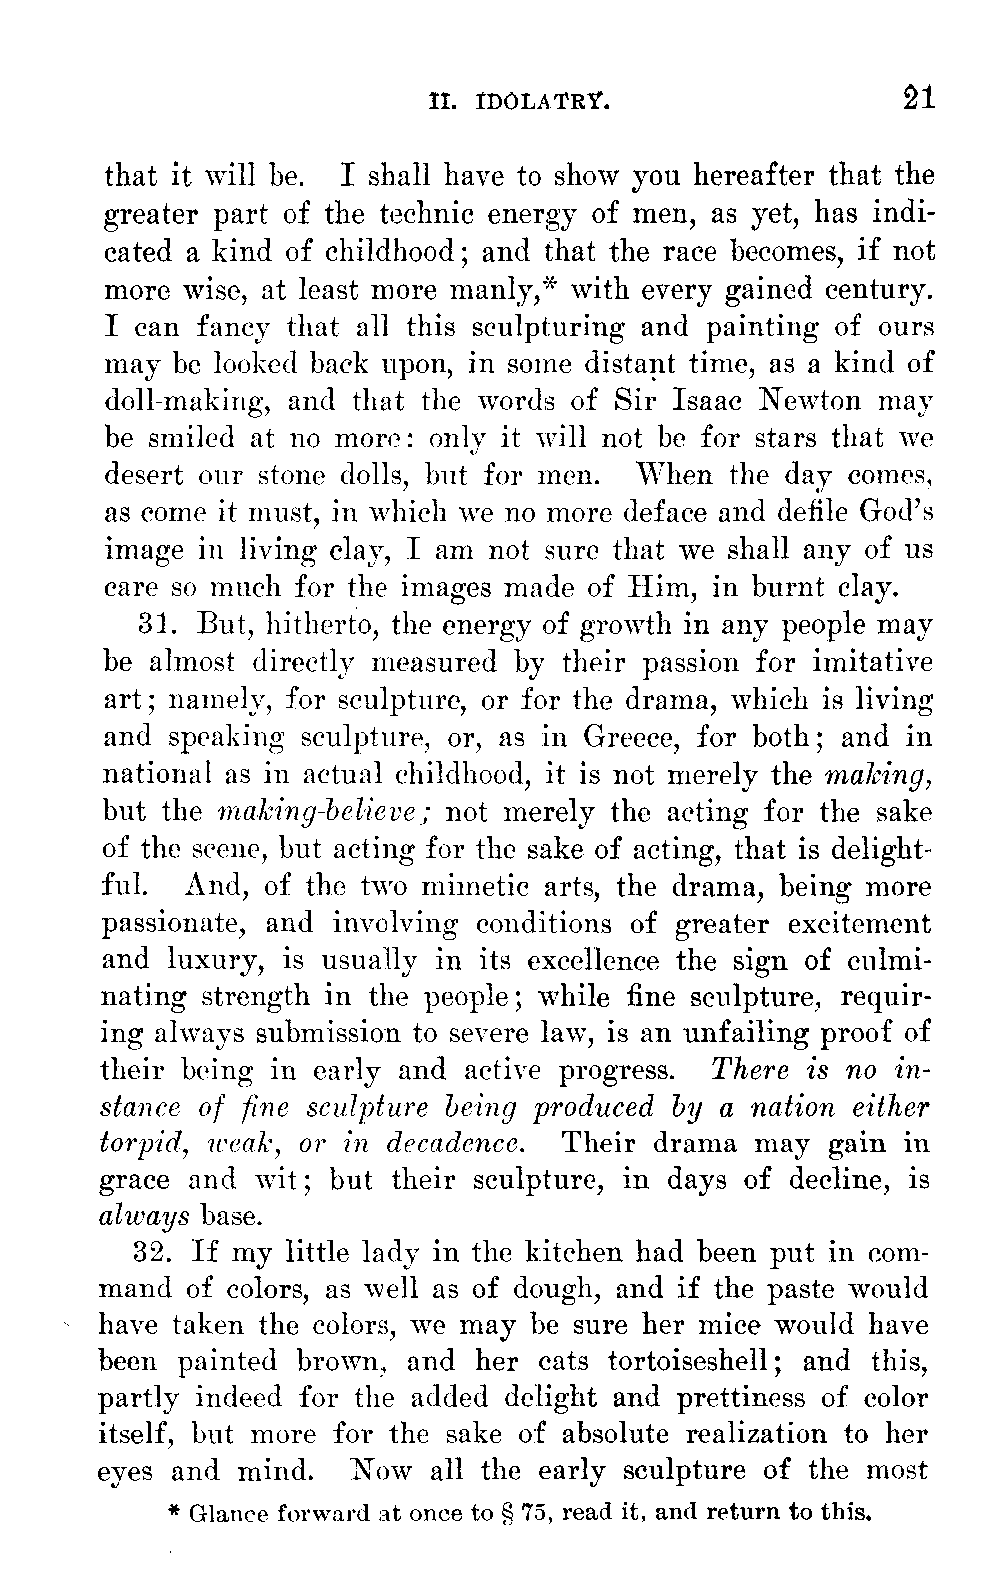 II. IDOLATRY. 21
that it will be. I shall have to show you hereafter that the
greater part of the technic energy of men, as yet, has indi-
cated a kind of childhood; and that the race becomes, if not
more wise, at least more manly,* with every gained century.
I can fancy that all this sculpturing and painting of ours
may be looked back upon, in some distant time, as a kind of
doll-making, and that the words of Sir Isaac Newton may
be smiled at no more: only it will not be for stars that we
desert our stone dolls, but for men. When the day comes,
as come it must, in which we no more deface and defile God's
image in living clay, I am not sure that we shall any of us
care so much for the images made of Him, in burnt clay.
31. But, hitherto, the energy of growth in any people may
be almost directly measured by their passion for imitative
art; namely, for sculpture, or for the drama, which is living
and speaking sculpture, or, as in Greece, for both; and in
national as in actual childhood, it is not merely the making,
but the making-believe; not merely the acting for the sake
of the scene, but acting for the sake of acting, that is delight-
ful. And, of the two mimetic arts, the drama, being more
passionate, and involving conditions of greater excitement
and luxury, is usually in its excellence the sign of culmi-
nating strength in the people; while fine sculpture, requir-
ing always submission to severe law, is an unfailing proof of
their being in early and active progress. There is no in-
stance of fine sculpture being produced by a nation either
torpid, weak, or in decadence. Their drama may gain in
grace and wit; but their sculpture, in days of decline, is
always base.
32. If my little lady in the kitchen had been put in com-
mand of colors, as well as of dough, and if the paste would
have taken the colors, we may be sure her mice would have
been painted brown, and her cats tortoiseshell; and this,
partly indeed for the added delight and prettiness of color
itself, but more for the sake of absolute realization to her
eyes and mind. Now all the early sculpture of the most
* Glance forward at once to § 75, read it, and return to this.